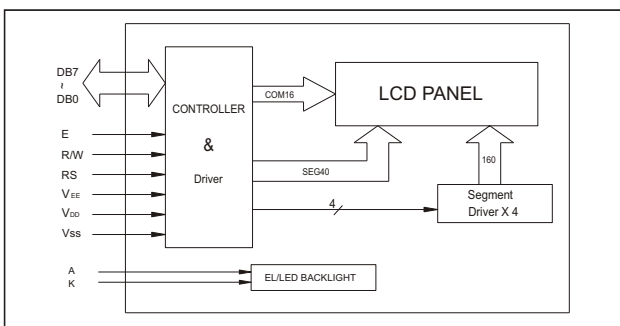 DB7
~
DB0
E
R/W
RS
VEE
VDD
Vss
A
K
CONTROLLER
&
Driver
COM16
SEG40
4
LCD PANEL
160
Segment
Driver X 4
EL/LED BACKLIGHT